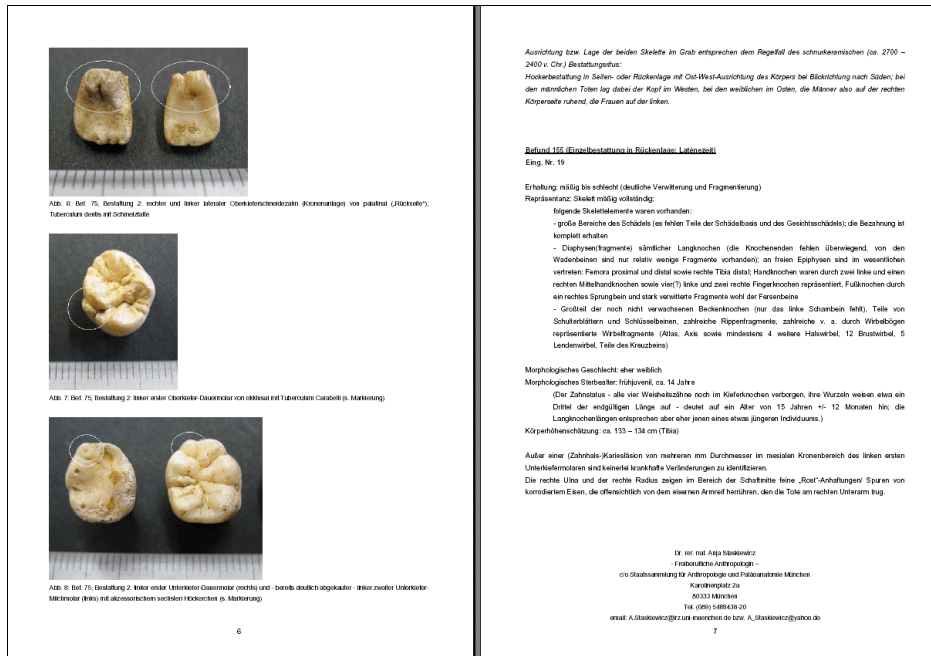 Abb. 6: Bef. 75, Bestattung 2: rechter und linker lateraler Oberkieferschneidezahn (Kronenanlage) von palatinal („Rückseite“);
Tuberculum dentis mit Schmelzfalte
Abb. 7: Bef. 75, Bestattung 2: linker erster Oberkiefer-Dauermolar von okklusal mit Tuberculum Carabelli (s. Markierung)
Abb. 8: Bef. 75, Bestattung 2: linker erster Unterkiefer-Dauermolar (rechts) und - bereits deutlich abgekauter - linker zweiter Unterkiefer-
Milchmolar (links) mit akzessorischem sechsten Höckerchen (s. Markierung)
6
Ausrichtung bzw. Lage der beiden Skelette im Grab entsprechen dem Regelfall des schnurkeramischen (ca. 2700 –
2400 v. Chr.) Bestattungsritus:
Hockerbestattung in Seiten- oder Rückenlage mit Ost-West-Ausrichtung des Körpers bei Blickrichtung nach Süden; bei
den männlichen Toten lag dabei der Kopf im Westen, bei den weiblichen im Osten, die Männer also auf der rechten
Körperseite ruhend, die Frauen auf der linken.
Befund 155 (Einzelbestattung in Rückenlage; Latènezeit)
Eing. Nr. 19
Erhaltung: mäßig bis schlecht (deutliche Verwitterung und Fragmentierung)
Repräsentanz: Skelett mäßig vollständig;
folgende Skelettelemente waren vorhanden:
- große Bereiche des Schädels (es fehlen Teile der Schädelbasis und des Gesichtsschädels); die Bezahnung ist
komplett erhalten
- Diaphysen(fragmente) sämtlicher Langknochen (die Knochenenden fehlen überwiegend, von den
Wadenbeinen sind nur relativ wenige Fragmente vorhanden); an freien Epiphysen sind im wesentlichen
vertreten: Femora proximal und distal sowie rechte Tibia distal; Handknochen waren durch zwei linke und einen
rechten Mittelhandknochen sowie vier(?) linke und zwei rechte Fingerknochen repräsentiert, Fußknochen durch
ein rechtes Sprungbein und stark verwitterte Fragmente wohl der Fersenbeine
- Großteil der noch nicht verwachsenen Beckenknochen (nur das linke Schambein fehlt), Teile von
Schulterblättern und Schlüsselbeinen, zahlreiche Rippenfragmente, zahlreiche v. a. durch Wirbelbögen
repräsentierte Wirbelfragmente (Atlas, Axis sowie mindestens 4 weitere Halswirbel, 12 Brustwirbel, 5
Lendenwirbel, Teile des Kreuzbeins)
Morphologisches Geschlecht: eher weiblich
Morphologisches Sterbealter: frühjuvenil, ca. 14 Jahre
(Der Zahnstatus - alle vier Weisheitszähne noch im Kieferknochen verborgen, ihre Wurzeln weisen etwa ein
Drittel der endgültigen Länge auf - deutet auf ein Alter von 15 Jahren +/- 12 Monaten hin; die
Langknochenlängen entsprechen aber eher jenen eines etwas jüngeren Individuums.)
Körperhöhenschätzung: ca. 133 – 134 cm (Tibia)
Außer einer (Zahnhals-)Kariesläsion von mehreren mm Durchmesser im mesialen Kronenbereich des linken ersten
Unterkiefermolaren sind keinerlei krankhafte Veränderungen zu identifizieren.
Die rechte Ulna und der rechte Radius zeigen im Bereich der Schaftmitte feine „Rost“-Anhaftungen/ Spuren von
korrodiertem Eisen, die offensichtlich von dem eisernen Armreif herrühren, den die Tote am rechten Unterarm trug.
Dr. rer. nat. Anja Staskiewicz
- Freiberufliche Anthropologin –
c/o Staatssammlung für Anthropologie und Paläoanatomie München
Karolinenplatz 2a
80333 München
Tel. (089) 5488438-20
email: A.Staskiewicz@lrz.uni-muenchen.de bzw. A_Staskiewicz@yahoo.de
7